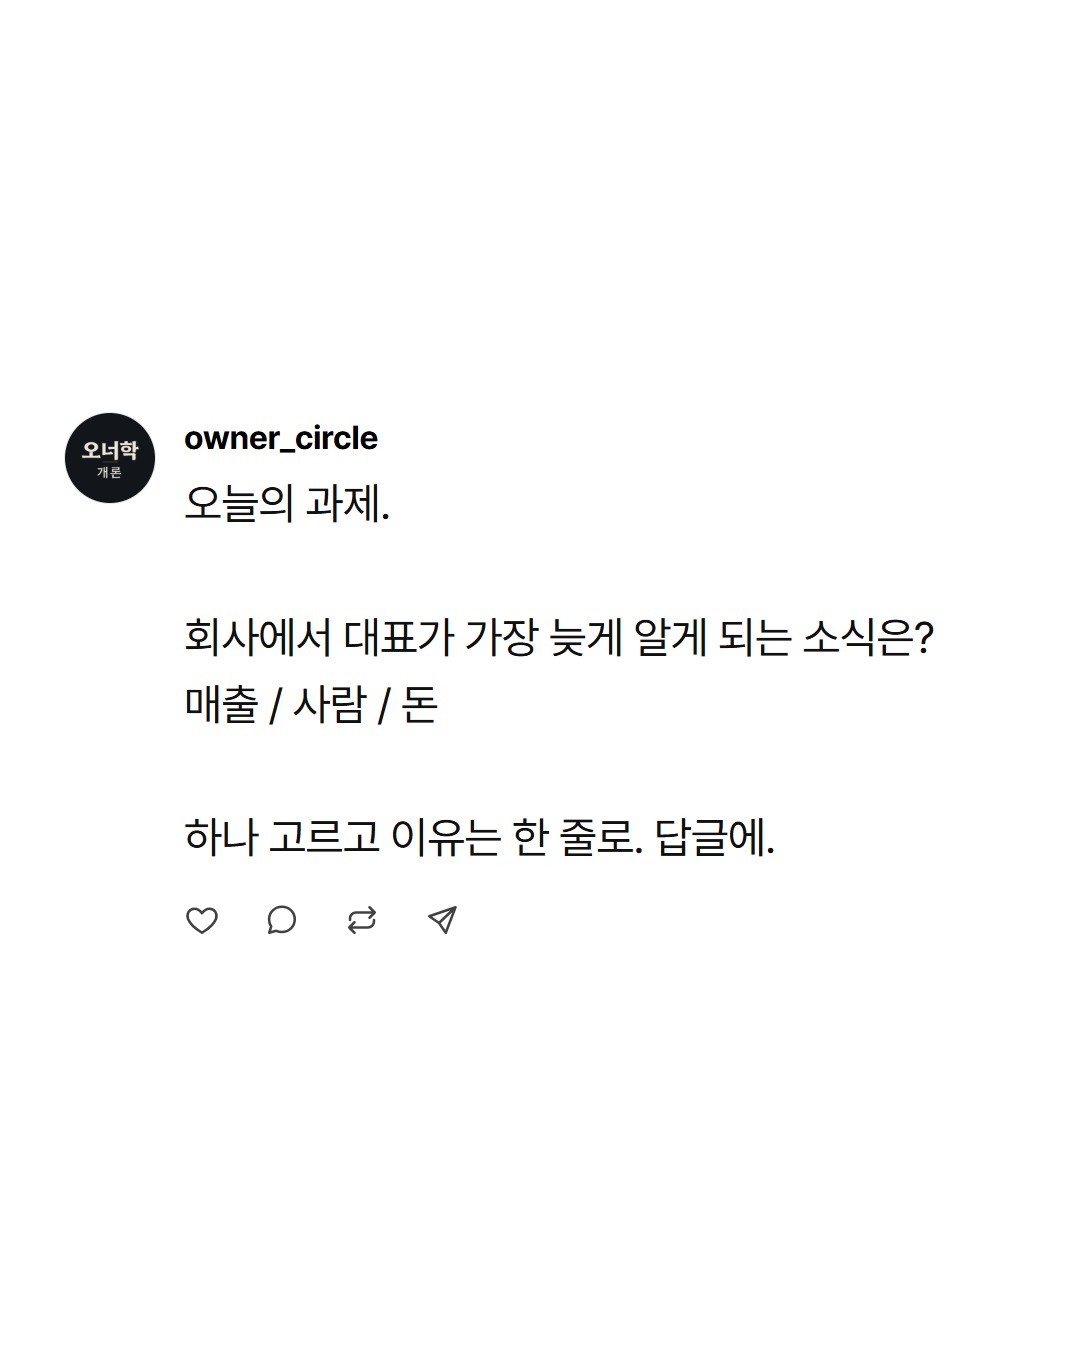 오너학
개론
owner_circle
오늘의 과제.
회사에서 대표가 가장 늦게 알게 되는 소식은?
매출 / 사람 / 돈
하나 고르고 이유는 한 줄로. 답글에.